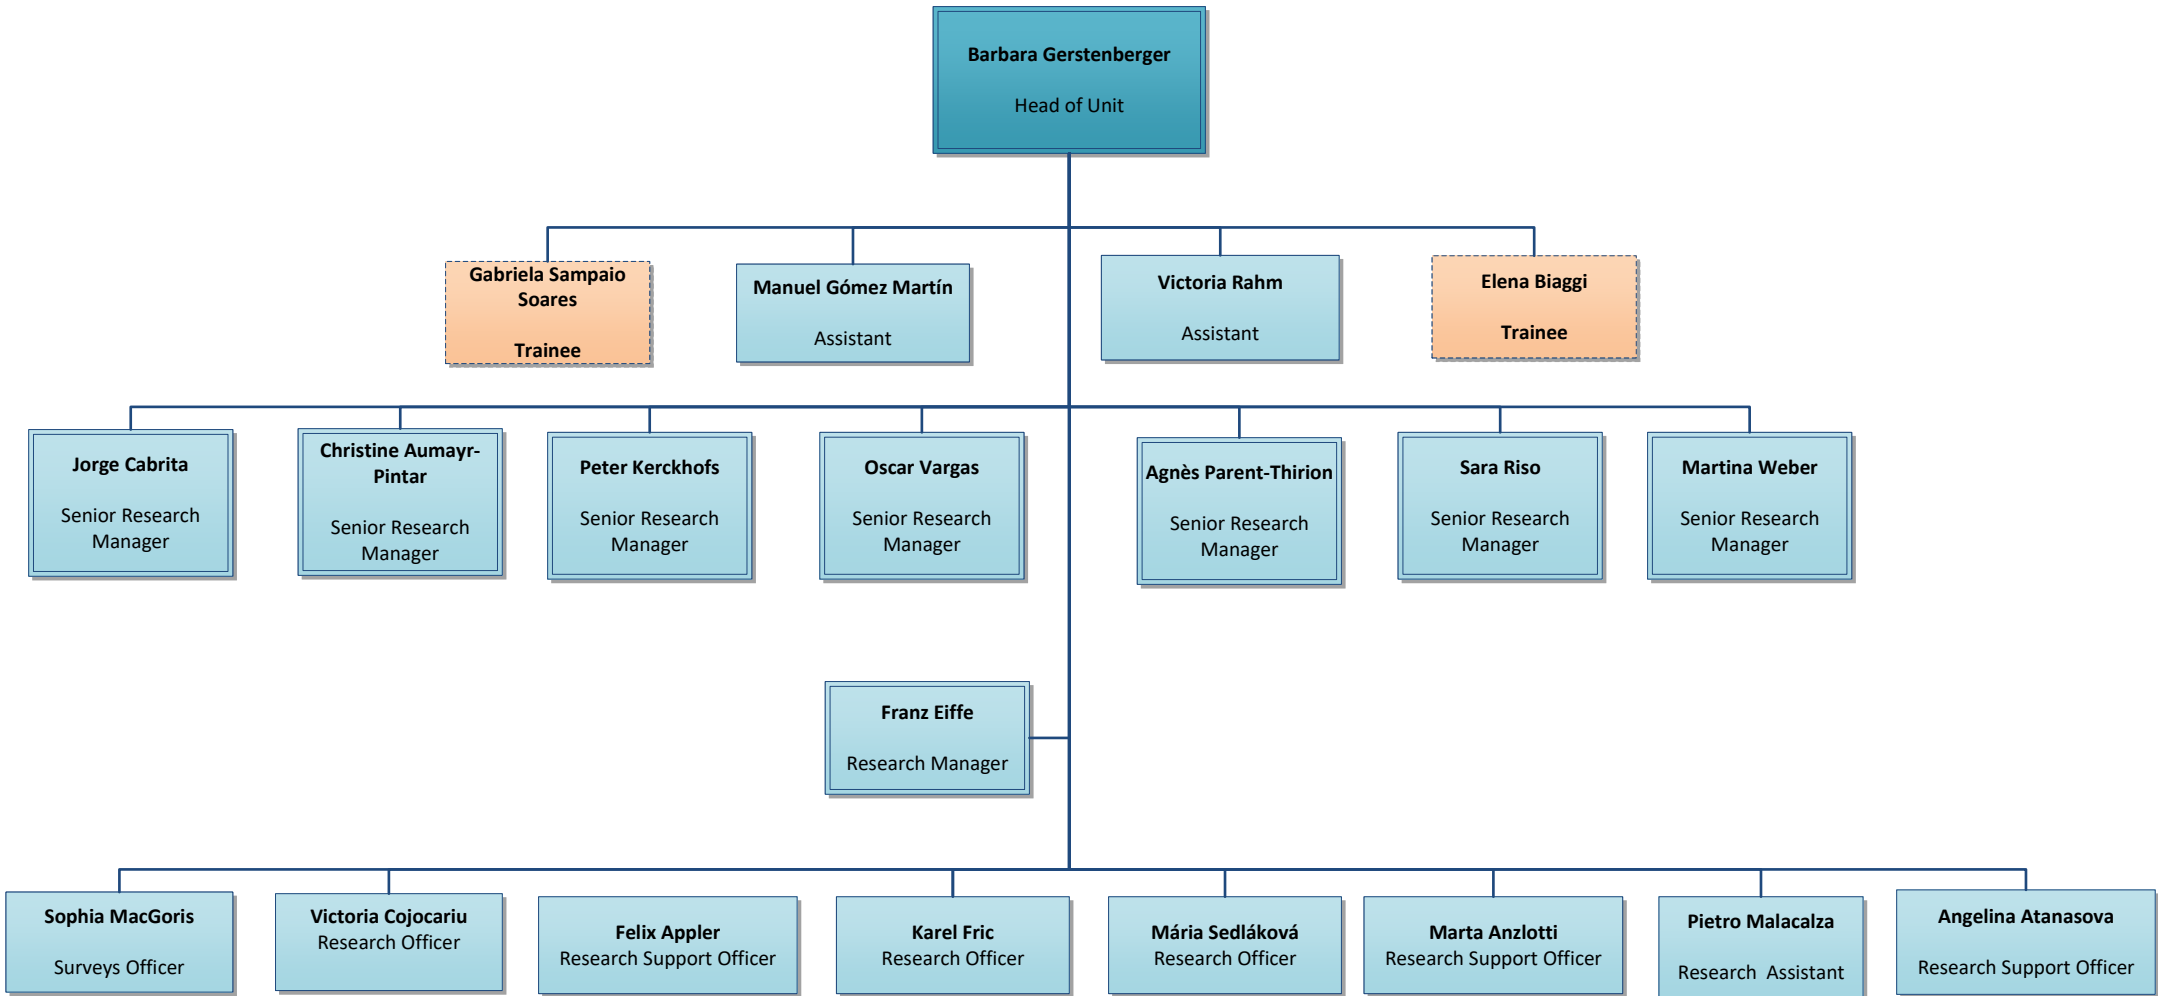 Barbara Gerstenberger
Head of Unit
Gabriela Sampaio
Soares
Trainee
Manuel Gómez Martín
Assistant
Victoria Rahm
Assistant
Elena Biaggi
Trainee
Jorge Cabrita
Senior Research
Manager
Christine Aumayr-
Pintar
Senior Research
Manager
Peter Kerckhofs
Senior Research
Manager
Oscar Vargas
Senior Research
Manager
Agnès Parent-Thirion
Senior Research
Manager
Sara Riso
Senior Research
Manager
Martina Weber
Senior Research
Manager
Franz Eiffe
Research Manager
Sophia MacGoris
Surveys Officer
Victoria Cojocariu
Research Officer
Felix Appler
Research Support Officer
Karel Fric
Research Officer
Mária Sedláková
Research Officer
Marta Anzlotti
Research Support Officer
Pietro Malacalza
Research Assistant
Angelina Atanasova
Research Support Officer